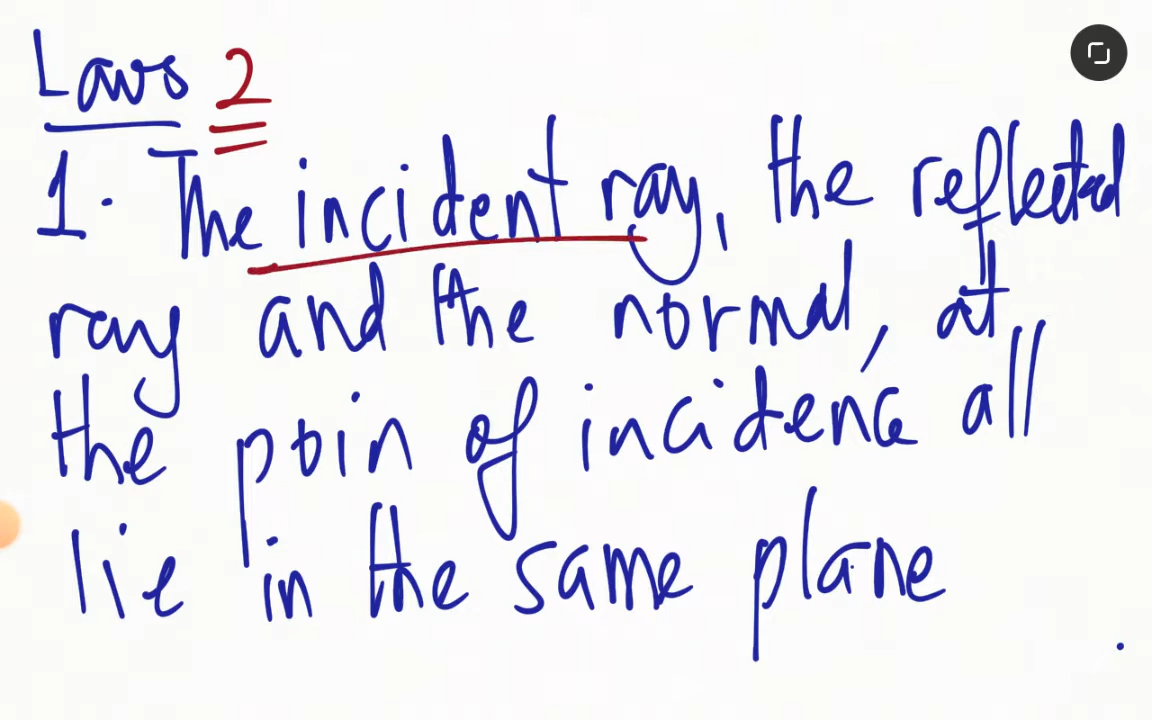 Laws 2
1. The incident ray, the reflected
ray and the normal, at
the poin of incidence all
lie in the same plane